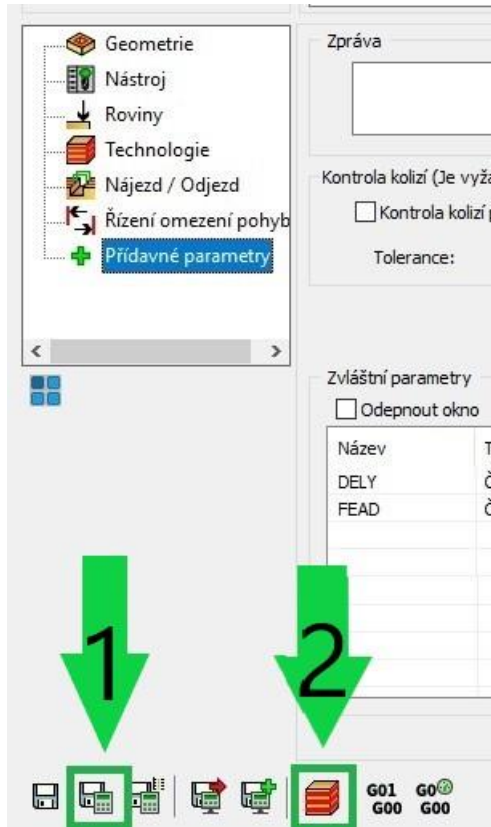 Geometrie
Nástroj
Roviny
Technologie
Nájezd / Odjezd
Řízení omezení pohyb
Přídavné parametry
Zpráva
Kontrola kolizí (Je vyža
Kontrola kolizí p
Tolerance:
Zvláštní parametry
Odepnout okno
Název T
DELY Č
FEAD Č
1
2
G01 G0
G00 G00